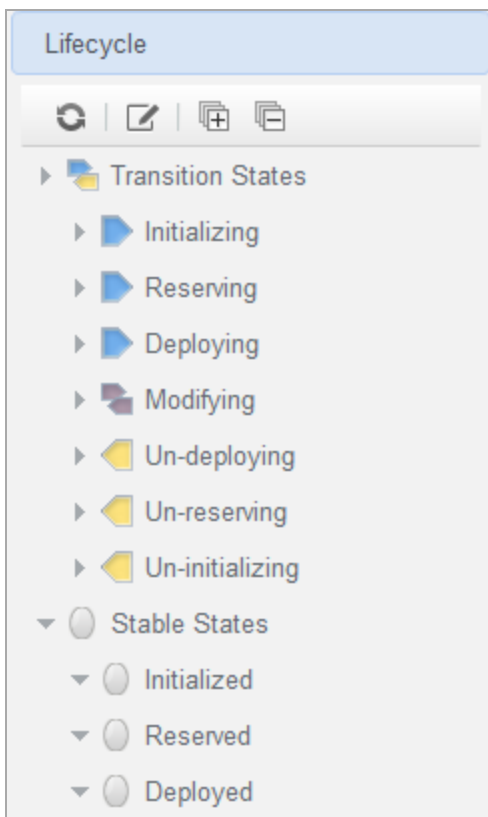 Lifecycle
Transition States
Initializing
Reserving
Deploying
Modifying
Un-deploying
Un-reserving
Un-initializing
Stable States
Initialized
Reserved
Deployed